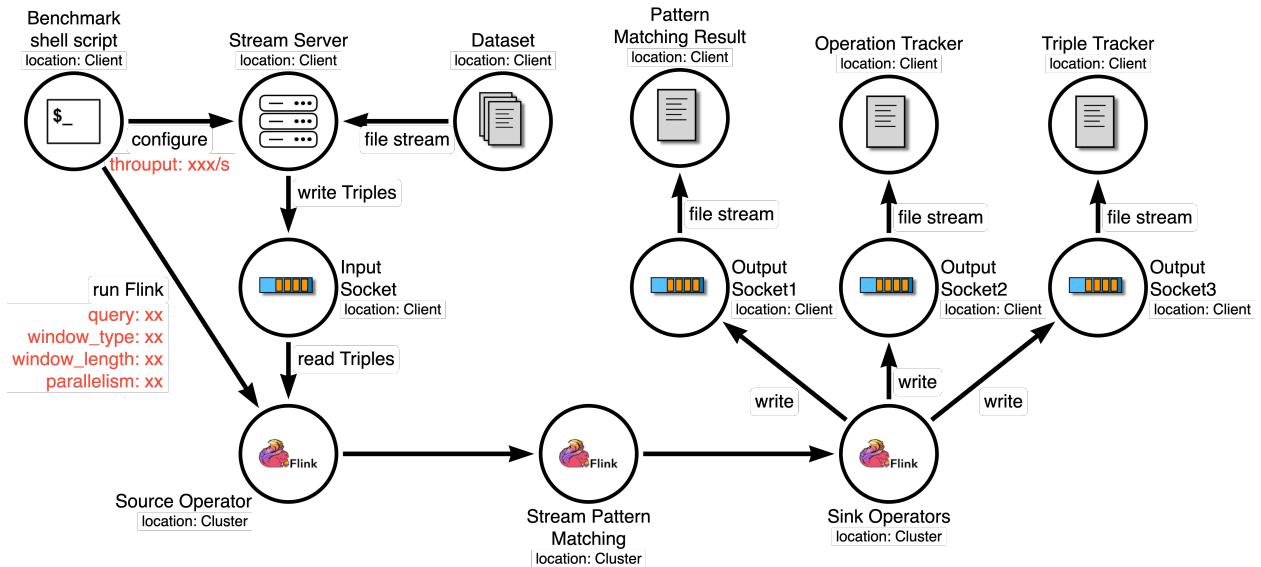 Benchmark
shell script
location: Client
Stream Server
location: Client
Dataset
location: Client
Pattern
Matching Result
location: Client
Operation Tracker
location: Client
Triple Tracker
location: Client
$_
configure
throuput: xxx/s
file stream
write Triples
file stream
file stream
file stream
Input
Socket
location: Client
Output
Socket1
location: Client
Output
Socket2
location: Client
Output
Socket3
location: Client
run Flink
query: xx
window_type: xx
window_length: xx
parallelism: xx
read Triples
write
write
write
Flink
Flink
Flink
Source Operator
location: Cluster
Stream Pattern
Matching
location: Cluster
Sink Operators
location: Cluster